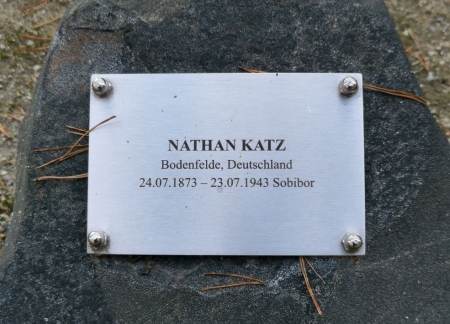 NATHAN KATZ
Bodenfelde, Deutschland
24.07.1873 – 23.07.1943 Sobibor